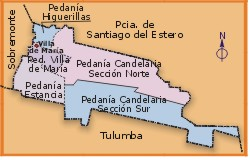 Pedanía
Higuerillas
Pcia. de
Santiago del Estero
Sobremonte
N
Villa
de María
Ped. Villa
de María
Pedanía Candelaria
Sección Norte
Pedanía
Estancia
Pedanía Candelaria
Sección Sur
Tulumba